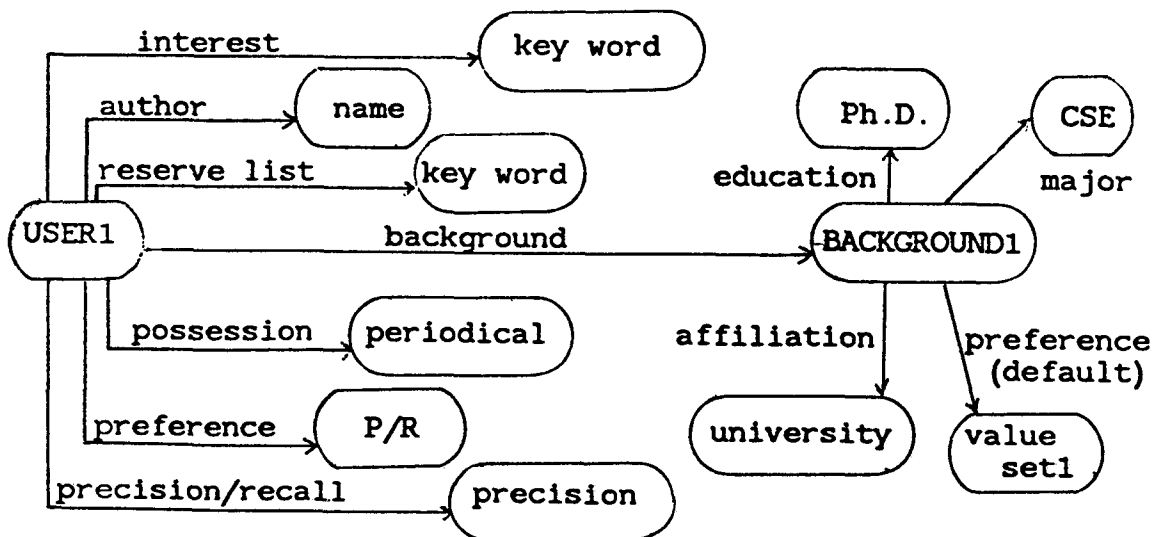 interest
key word
author
name
Ph.D.
CSE
reserve list
key word
education
major
USER1
background
BACKGROUND1
possession
periodical
affiliation
preference
(default)
preference
P/R
university
value
set1
precision/recall
precision